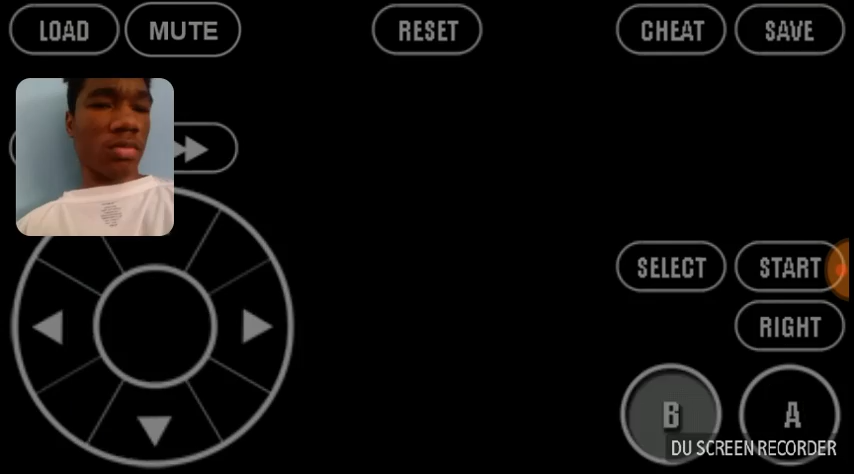 LOAD
MUTE
RESET
CHEAT
SAVE
SELECT
START
RIGHT
B
A
DU SCREEN RECORDER